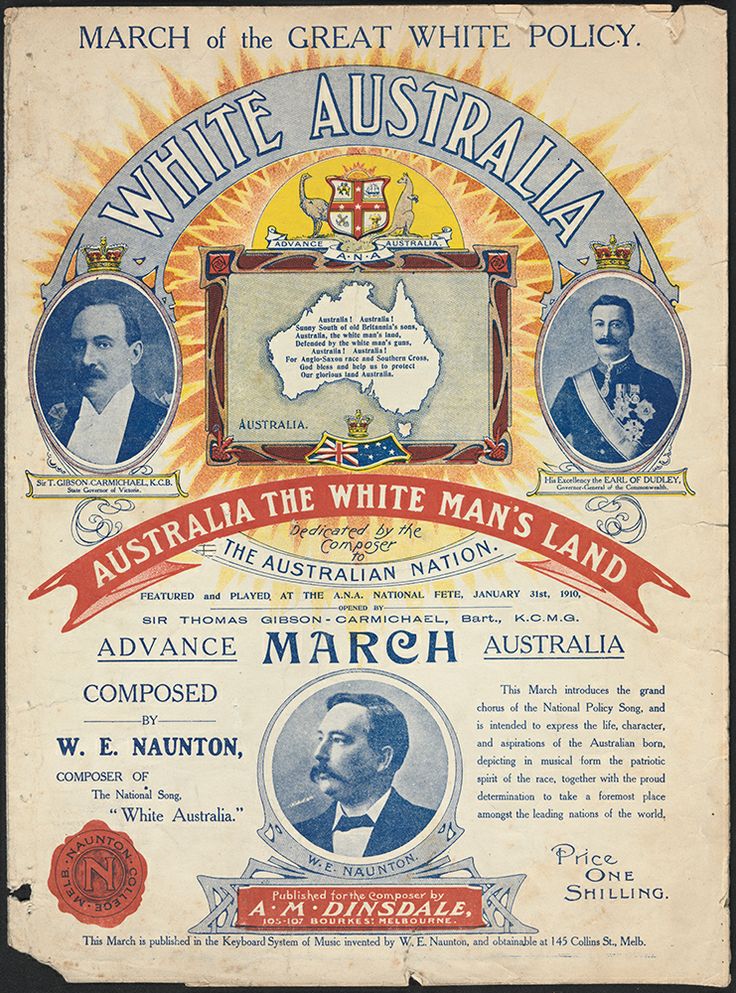 MARCH of the GREAT WHITE POLICY.
WHITE AUSTRALIA
ADVANCE AUSTRALIA.
A·N·A
Australia! Australia!
Sunny South of old Britannia's sons,
Australia, the white man's land,
Defended by the white man's guns,
Australia! Australia!
For Anglo-Saxon race and Southern Cross,
God bless and help us to protect
Our glorious land Australia.
AUSTRALIA.
Sir T. GIBSON-CARMICHAEL, K.C.B.
State Governor of Victoria.
His Excellency the EARL OF DUDLEY,
Governor-General of the Commonwealth.
AUSTRALIA THE WHITE MAN'S LAND
Dedicated by the
Composer
to
THE AUSTRALIAN NATION.
FEATURED and PLAYED AT THE A.N.A. NATIONAL FETE, JANUARY 31st, 1910,
OPENED BY
SIR THOMAS GIBSON-CARMICHAEL, Bart., K.C.M.G.
ADVANCE MARCH AUSTRALIA
COMPOSED
BY
W. E. NAUNTON,
COMPOSER OF
The National Song,
"White Australia."
This March introduces the grand
chorus of the National Policy Song, and
is intended to express the life, character,
and aspirations of the Australian born,
depicting in musical form the patriotic
spirit of the race, together with the proud
determination to take a foremost place
amongst the leading nations of the world,
W. E. NAUNTON.
NAUNTON COLLEGE MELB.
N
Price
ONE
SHILLING.
Published for the Composer by
A. M. DINSDALE,
105-107 BOURKE ST MELBOURNE.
This March is published in the Keyboard System of Music invented by W. E. Naunton, and obtainable at 145 Collins St., Melb.